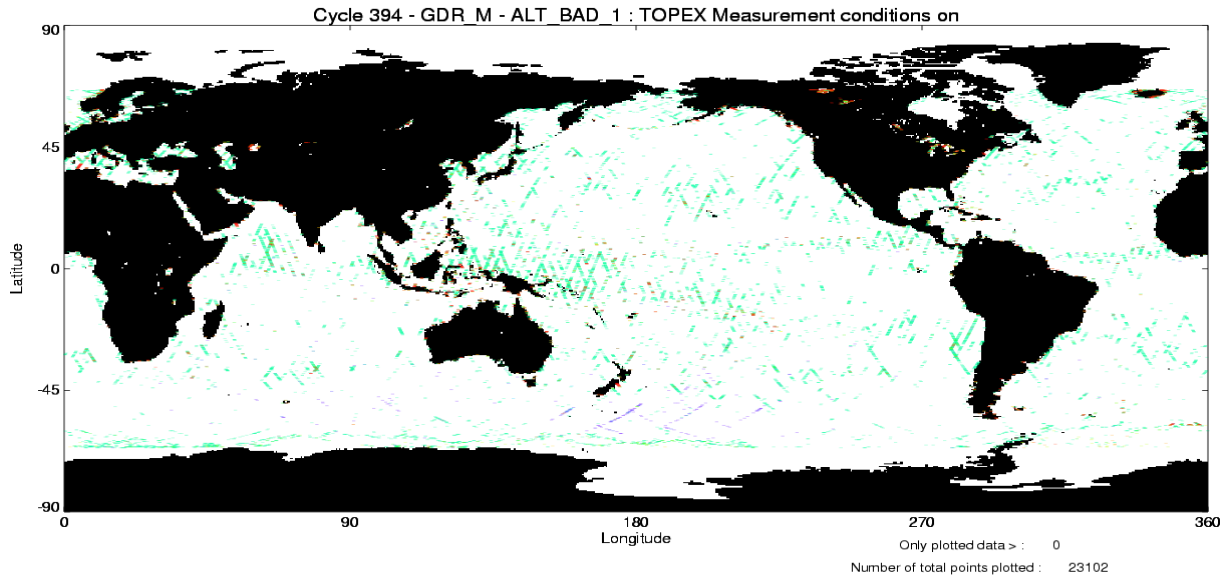 Cycle 394 - GDR_M - ALT_BAD_1 : TOPEX Measurement conditions on
90
45
0
-45
-90
Latitude
0 90 180 270 360
Longitude
Only plotted data > : 0
Number of total points plotted : 23102